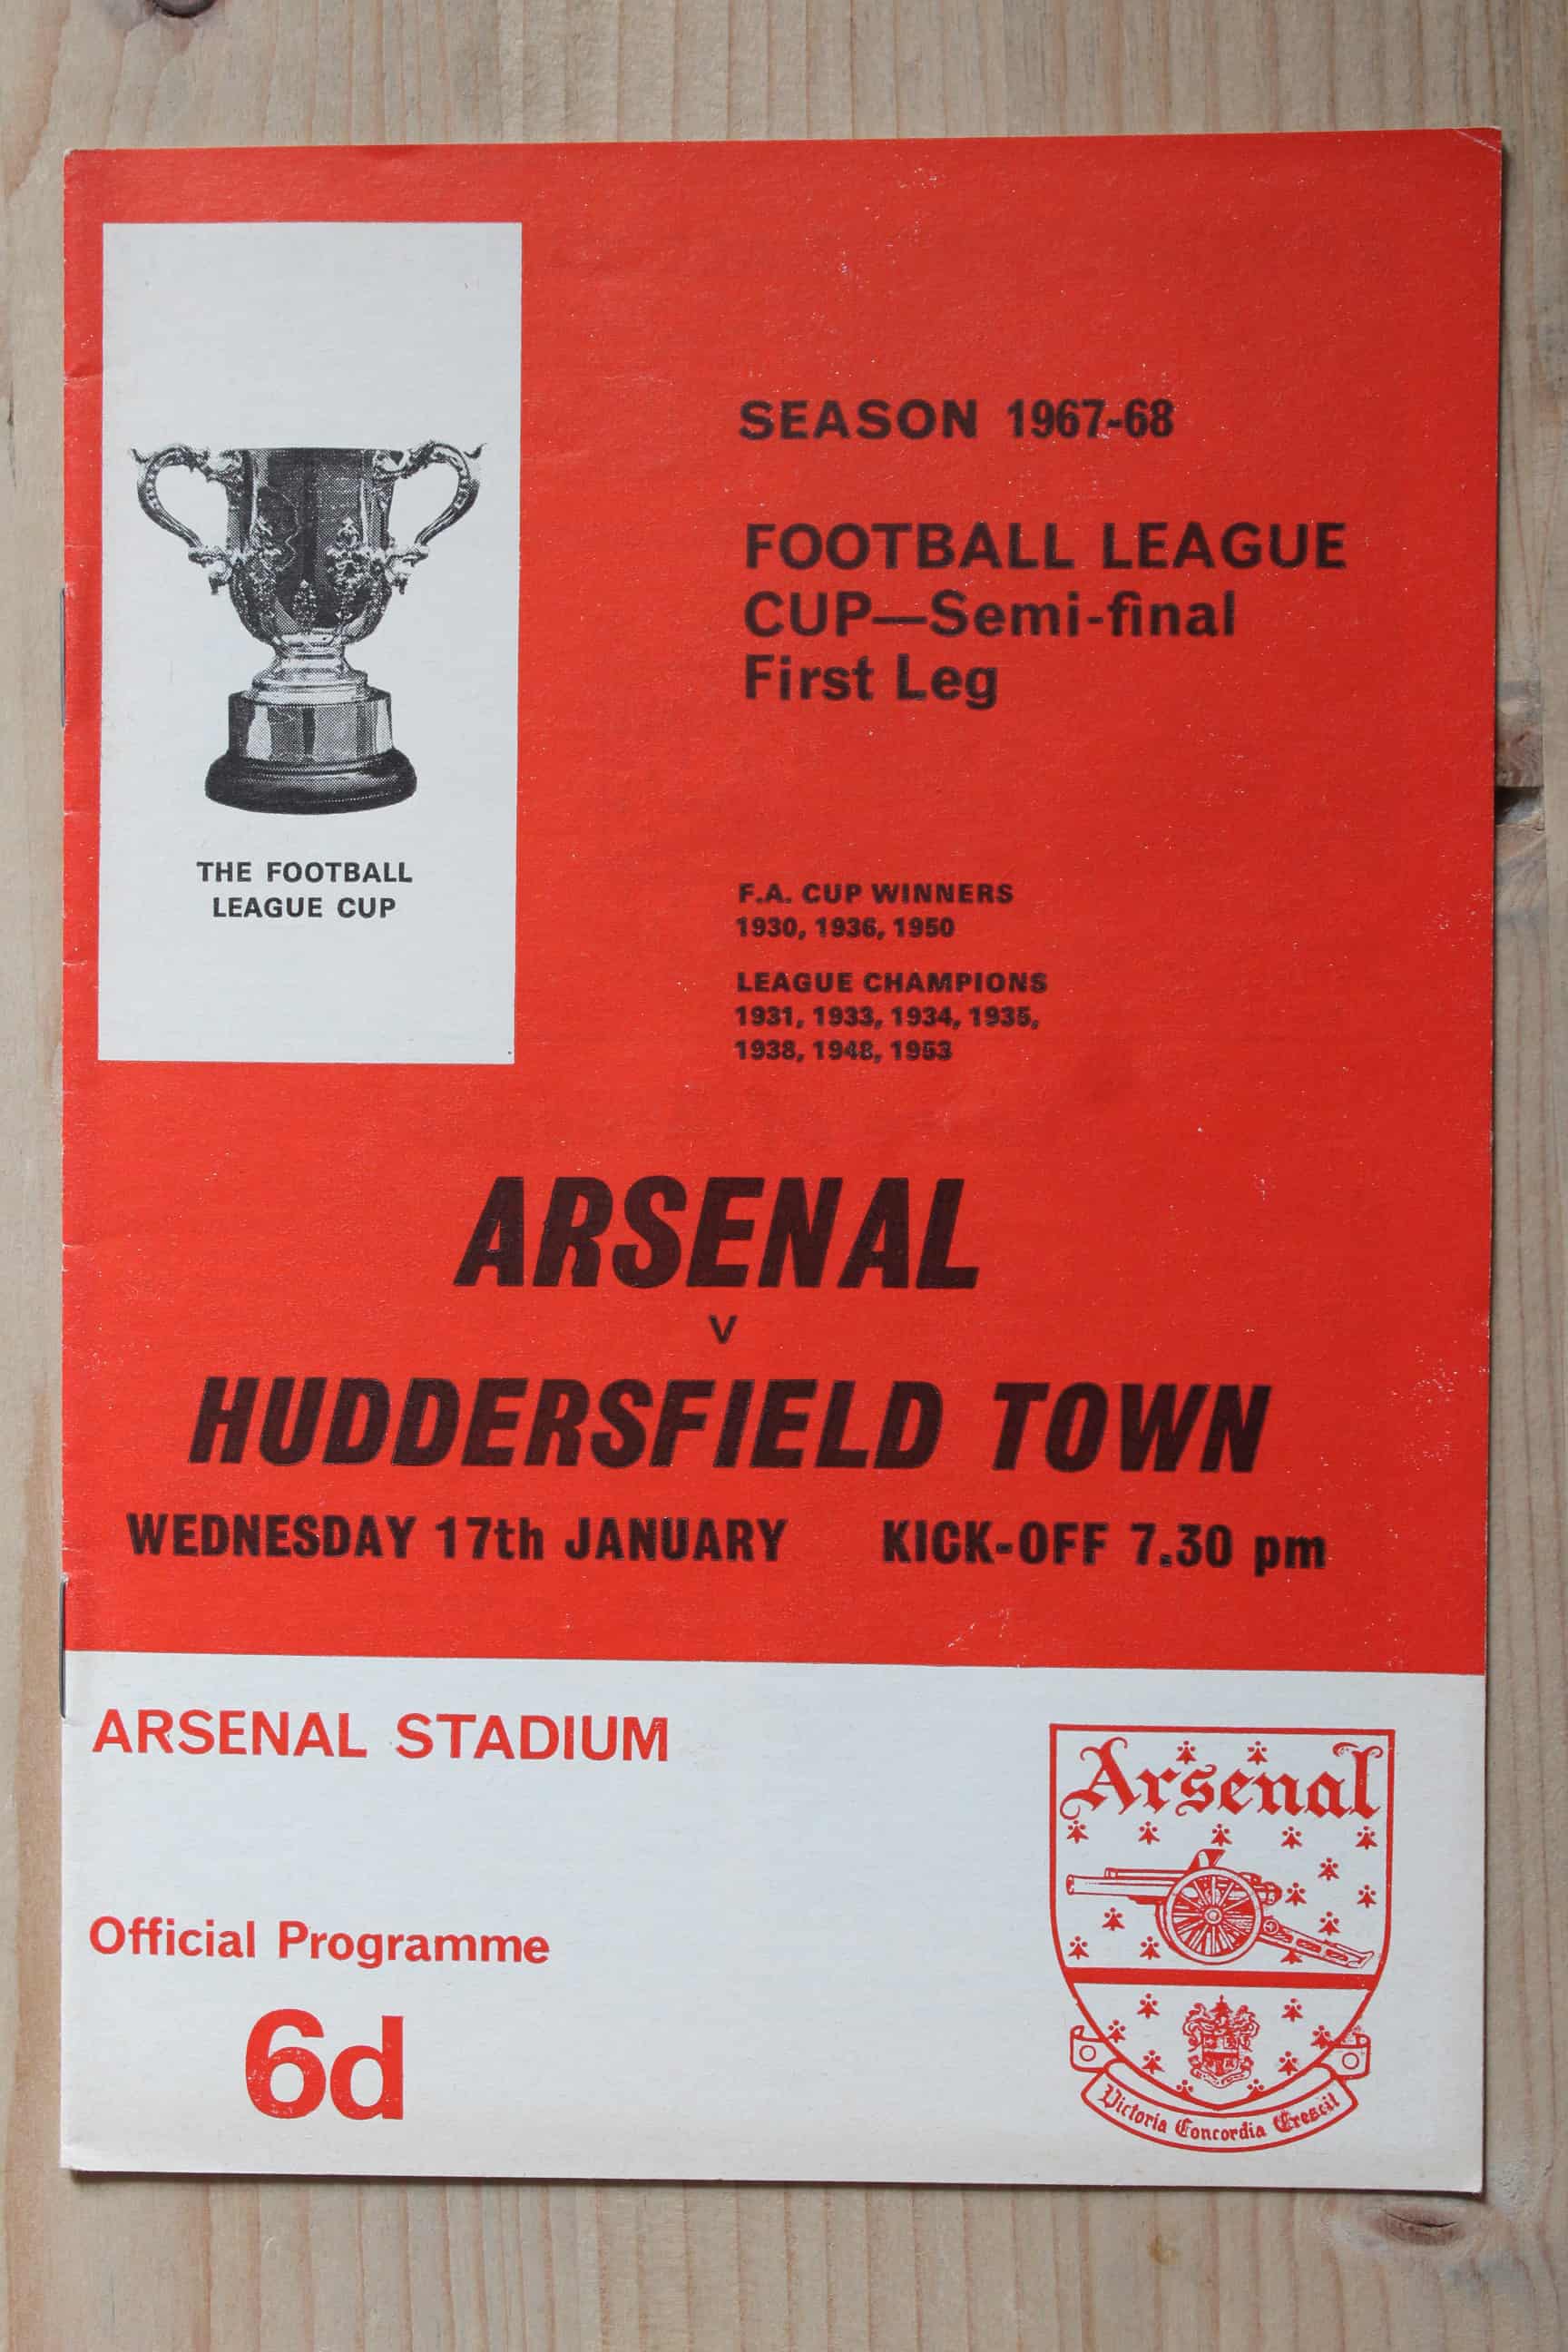 SEASON 1967-68
FOOTBALL LEAGUE
CUP—Semi-final
First Leg
THE FOOTBALL
LEAGUE CUP
F.A. CUP WINNERS
1930, 1936, 1950
LEAGUE CHAMPIONS
1931, 1933, 1934, 1935,
1938, 1948, 1953
ARSENAL
v
HUDDERSFIELD TOWN
WEDNESDAY 17th JANUARY KICK-OFF 7.30 pm
ARSENAL STADIUM
Official Programme
6d
Arsenal
Victoria Concordia Crescit